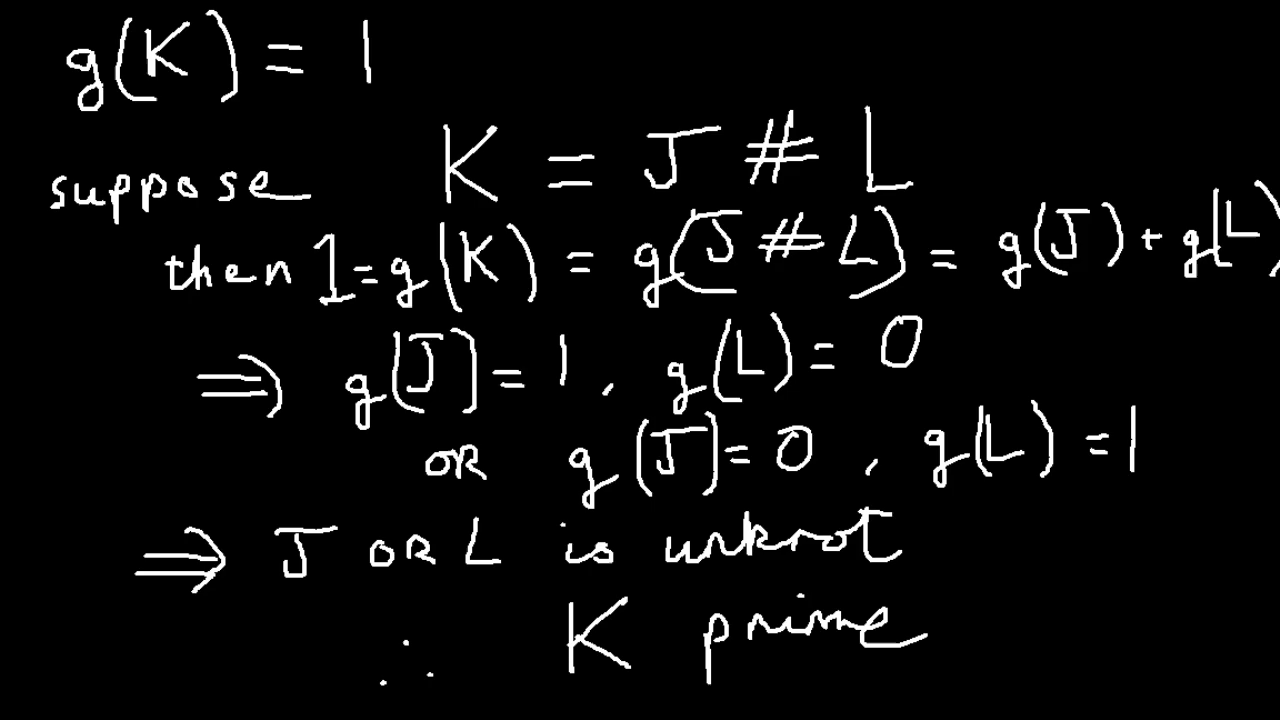 g(K) = 1
suppose K = J # L
then 1 = g(K) = g(J # L) = g(J) + g(L)
⇒ g(J) = 1, g(L) = 0
OR g(J) = 0, g(L) = 1
⇒ J OR L is unknot
∴ K prime